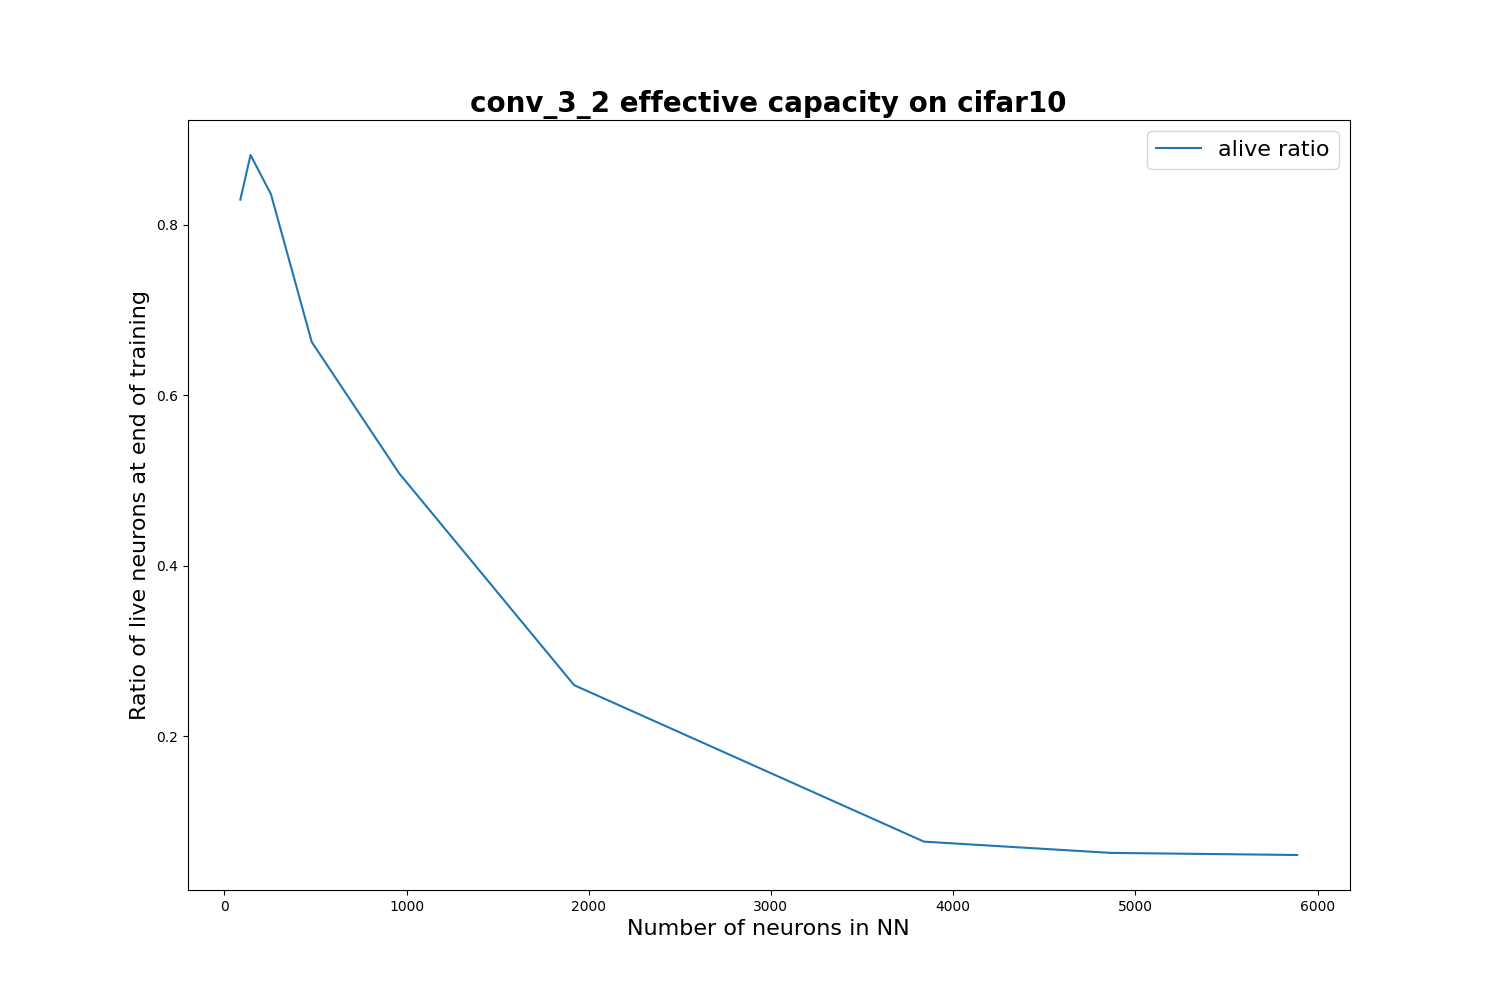 conv_3_2 effective capacity on cifar10
alive ratio
Ratio of live neurons at end of training
0.8
0.6
0.4
0.2
0 1000 2000 3000 4000 5000 6000
Number of neurons in NN